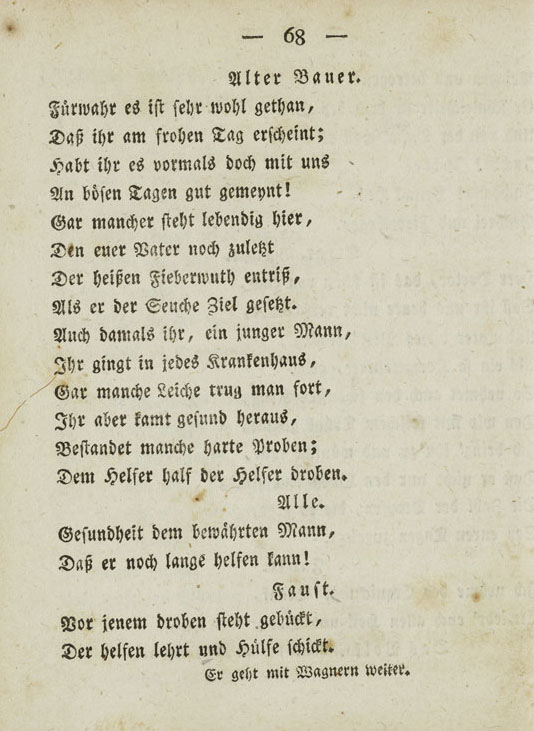 — 68 —
Alter Bauer.
Fürwahr es ist sehr wohl gethan,
Daß ihr am frohen Tag erscheint;
Habt ihr es vormals doch mit uns
An bösen Tagen gut gemeynt!
Gar mancher steht lebendig hier,
Den euer Vater noch zuletzt
Der heißen Fieberwuth entriß,
Als er der Seuche Ziel gesetzt.
Auch damals ihr, ein junger Mann,
Ihr gingt in jedes Krankenhaus,
Gar manche Leiche trug man fort,
Ihr aber kamt gesund heraus,
Bestandet manche harte Proben;
Dem Helfer half der Helfer droben.
Alle.
Gesundheit dem bewährten Mann,
Daß er noch lange helfen kann!
Faust.
Vor jenem droben steht gebückt,
Der helfen lehrt und Hülfe schickt.
Er geht mit Wagnern weiter.